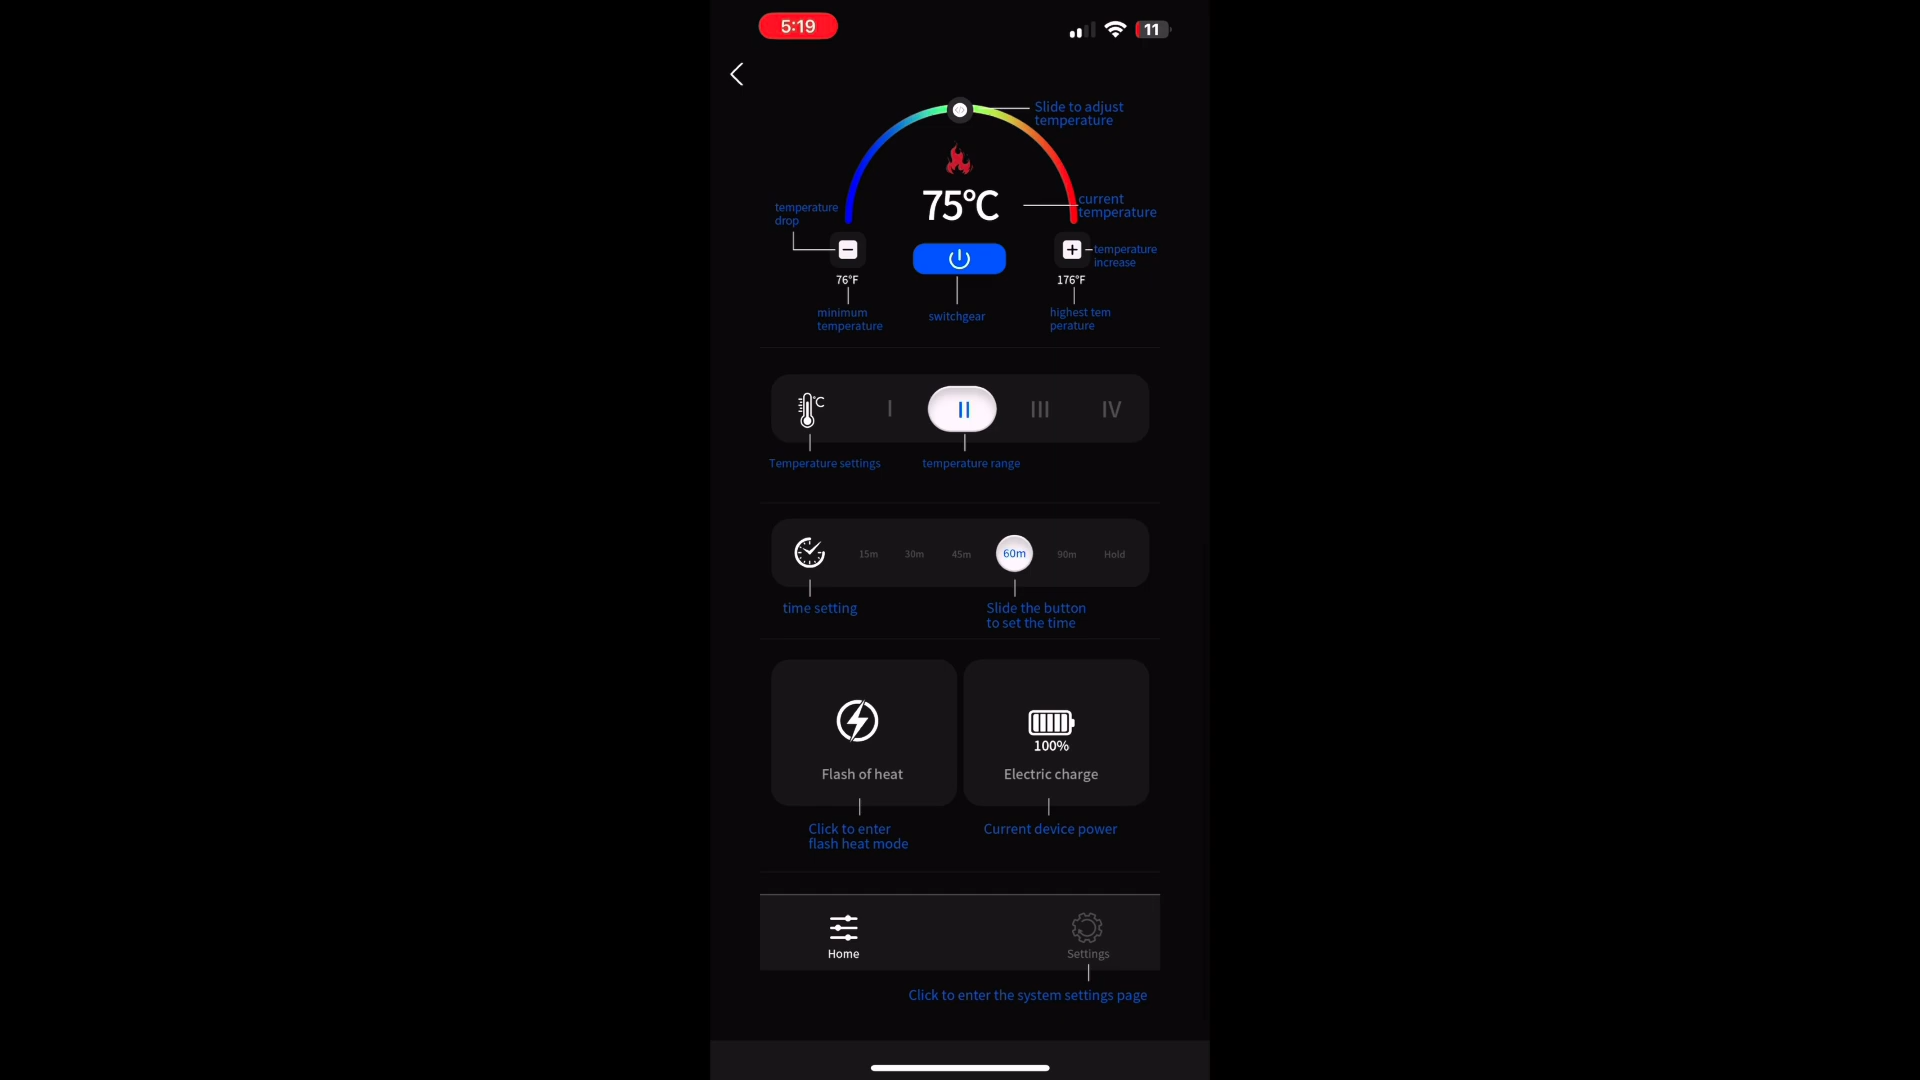 5:19
11
Slide to adjust
temperature
75°C
current
temperature
temperature
drop
temperature
increase
76°F
176°F
minimum
temperature
switchgear
highest tem
perature
°C
I
II
III
IV
Temperature settings
temperature range
15m
30m
45m
60m
90m
Hold
time setting
Slide the button
to set the time
100%
Flash of heat
Electric charge
Click to enter
flash heat mode
Current device power
Home
Settings
Click to enter the system settings page